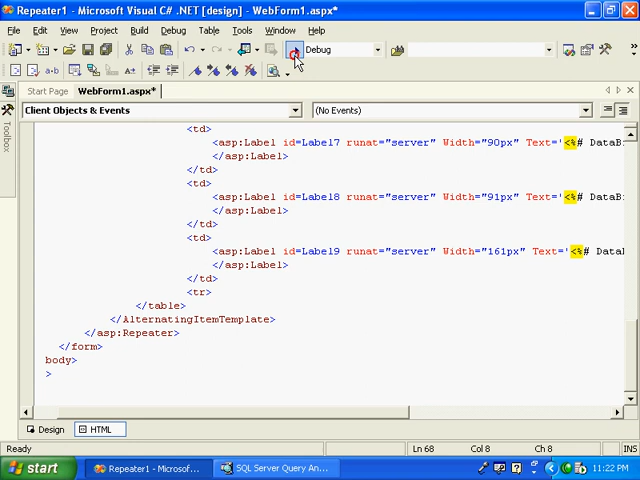 Repeater1 - Microsoft Visual C# .NET [design] - WebForm1.aspx*
File Edit View Project Build Debug Table Tools Window Help
Debug
Start Page WebForm1.aspx*
Client Objects & Events (No Events)
Toolbox
<td>
<asp:Label id=Label7 runat="server" Width="90px" Text='<%# DataBi
</asp:Label>
</td>
<td>
<asp:Label id=Label8 runat="server" Width="91px" Text='<%# DataBi
</asp:Label>
</td>
<td>
<asp:Label id=Label9 runat="server" Width="161px" Text='<%# DataB
</asp:Label>
</td>
<tr>
</table>
</AlternatingItemTemplate>
</asp:Repeater>
</form>
body>
>
Design HTML
Ready Ln 68 Col 8 Ch 8 INS
start Repeater1 - Microsof... SQL Server Query An... 11:22 PM